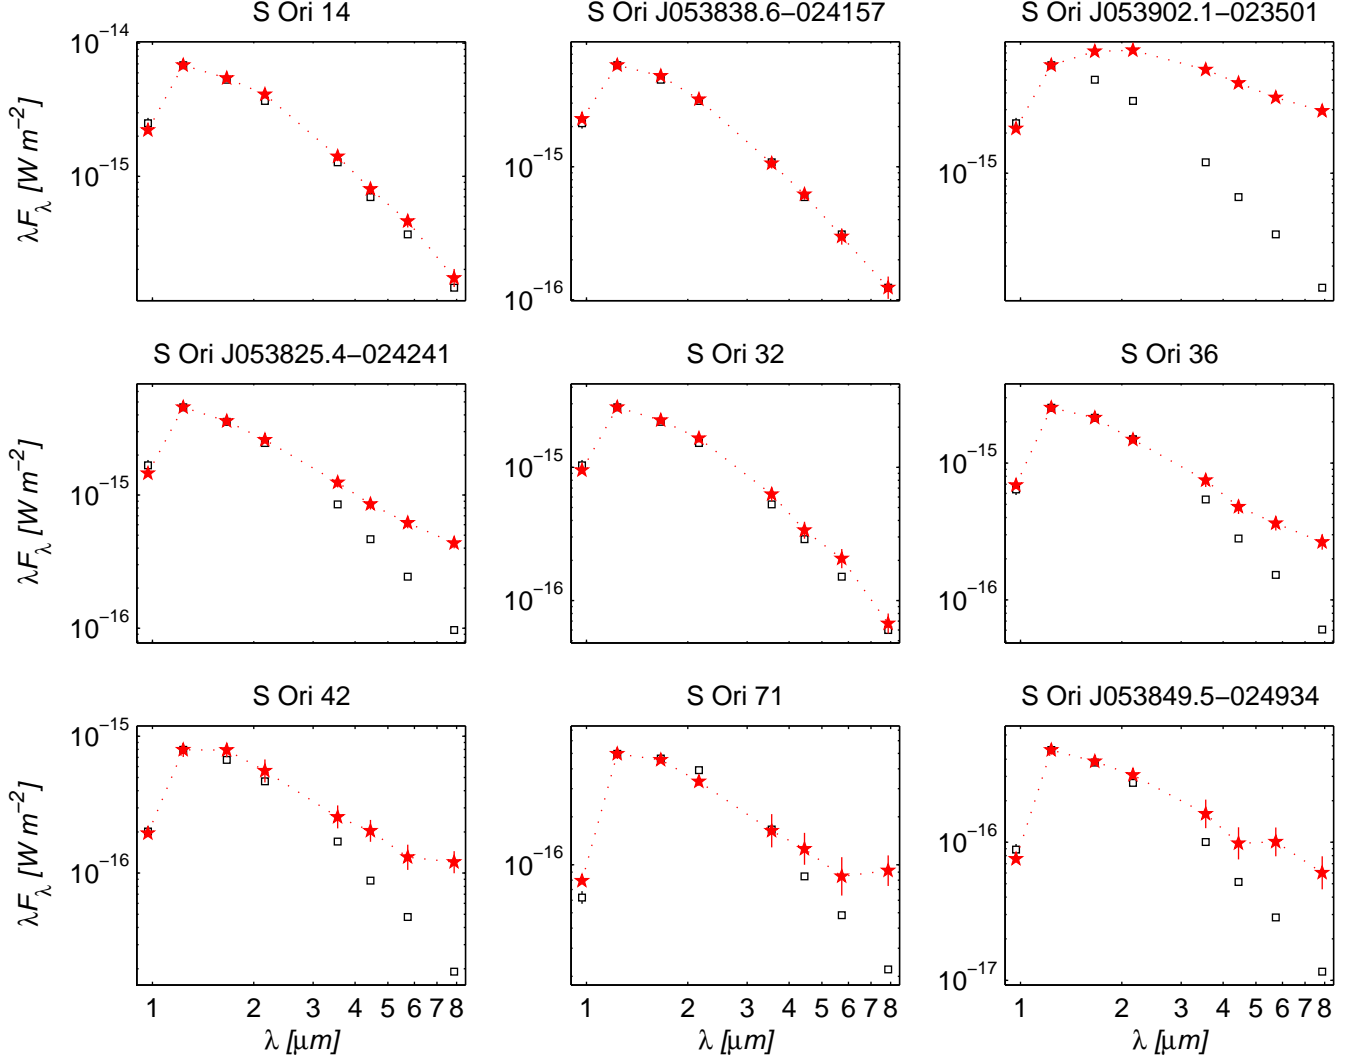 S Ori 14
S Ori J053838.6−024157
S Ori J053902.1−023501
10⁻¹⁴
10⁻¹⁵
λF_λ [W m⁻²]
10⁻¹⁵
10⁻¹⁶
10⁻¹⁵
S Ori J053825.4−024241
S Ori 32
S Ori 36
10⁻¹⁵
10⁻¹⁶
λF_λ [W m⁻²]
10⁻¹⁵
10⁻¹⁶
10⁻¹⁵
10⁻¹⁶
S Ori 42
S Ori 71
S Ori J053849.5−024934
10⁻¹⁵
10⁻¹⁶
λF_λ [W m⁻²]
10⁻¹⁶
10⁻¹⁶
10⁻¹⁷
1 2 3 4 5 6 7 8
1 2 3 4 5 6 7 8
1 2 3 4 5 6 7 8
λ [μm]
λ [μm]
λ [μm]